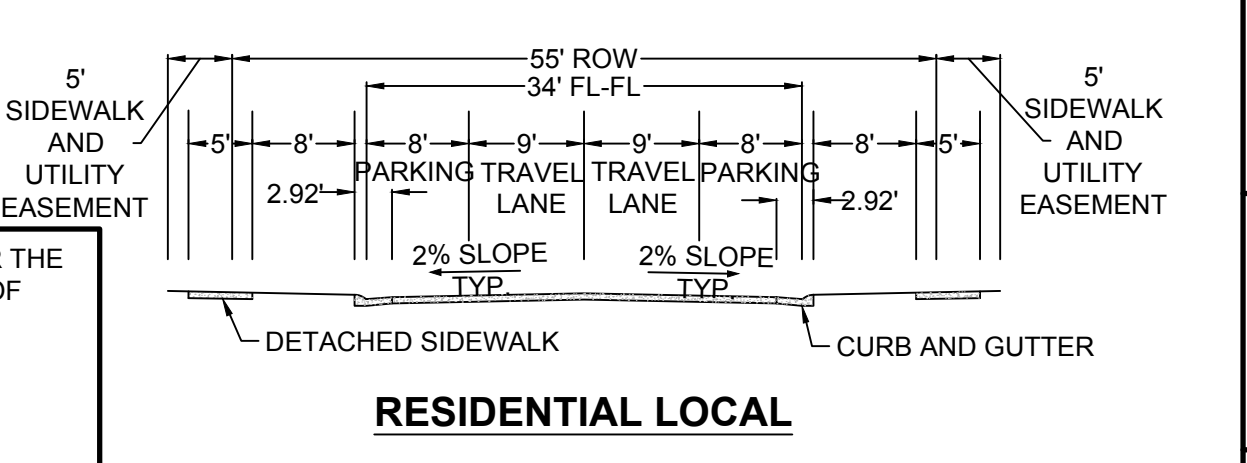 55' ROW
34' FL-FL
5'
SIDEWALK
AND
UTILITY
EASEMENT
5'
SIDEWALK
AND
UTILITY
EASEMENT
5' 8' 8' 9' 9' 8' 8' 5'
PARKING TRAVEL LANE TRAVEL LANE PARKING
2.92' 2.92'
2% SLOPE
TYP.
2% SLOPE
TYP.
R THE
OF
DETACHED SIDEWALK
CURB AND GUTTER
RESIDENTIAL LOCAL